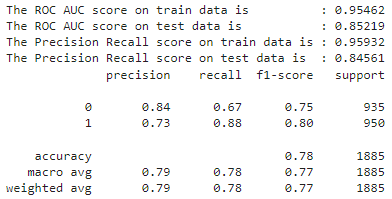 The ROC AUC score on train data is : 0.95462
The ROC AUC score on test data is : 0.85219
The Precision Recall score on train data is : 0.95932
The Precision Recall score on test data is : 0.84561
precision recall f1-score support
0 0.84 0.67 0.75 935
1 0.73 0.88 0.80 950
accuracy 0.78 1885
macro avg 0.79 0.78 0.77 1885
weighted avg 0.79 0.78 0.77 1885